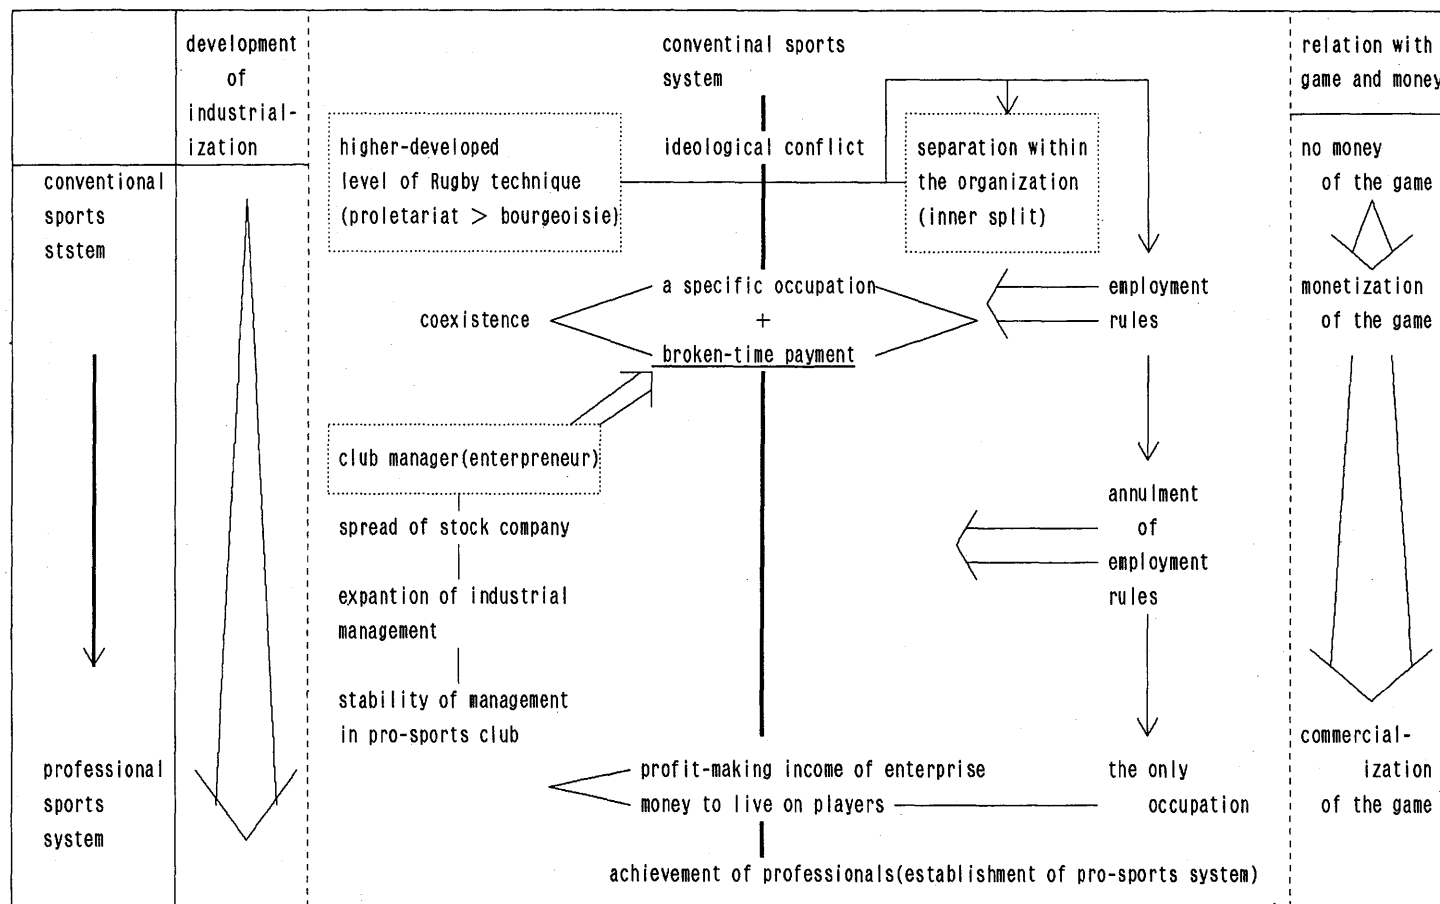 development
of
industrial-
ization
conventinal sports
system
relation with
game and money
higher-developed
level of Rugby technique
(proletariat > bourgeoisie)
ideological conflict
separation within
the organization
(inner split)
no money
of the game
conventional
sports
ststem
coexistence
a specific occupation
+
broken-time payment
employment
rules
monetization
of the game
club manager(enterpreneur)
spread of stock company
expantion of industrial
management
stability of management
in pro-sports club
annulment
of
employment
rules
professional
sports
system
profit-making income of enterprise
money to live on players
the only
occupation
commercial-
ization
of the game
achievement of professionals(establishment of pro-sports system)